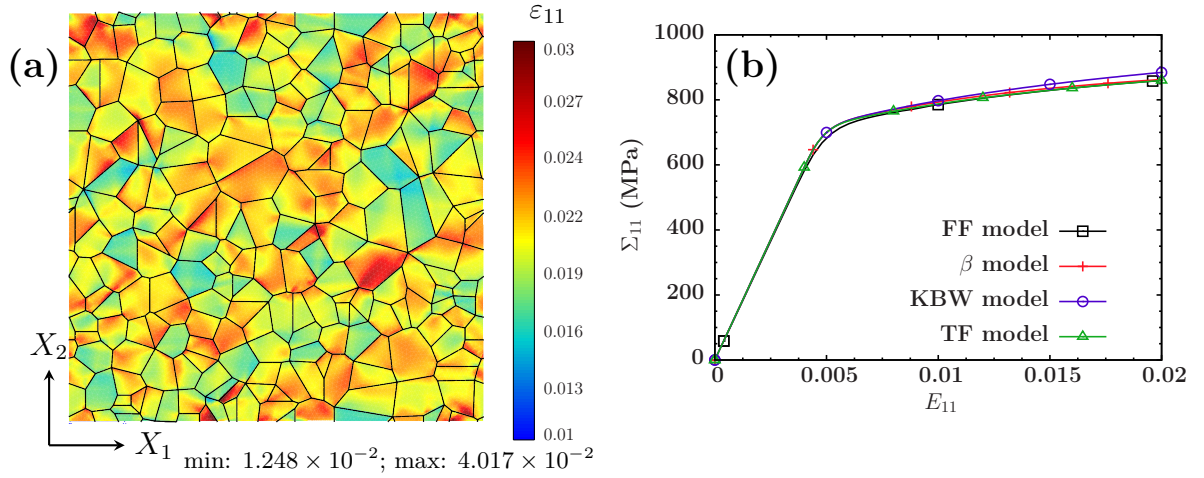 (a)
ε₁₁
0.03
0.027
0.024
0.022
0.019
0.016
0.013
0.01
X₂
X₁
min: 1.248 × 10⁻²; max: 4.017 × 10⁻²
(b)
Σ₁₁ (MPa)
1000
800
600
400
200
0
0 0.005 0.01 0.015 0.02
E₁₁
FF model
β model
KBW model
TF model